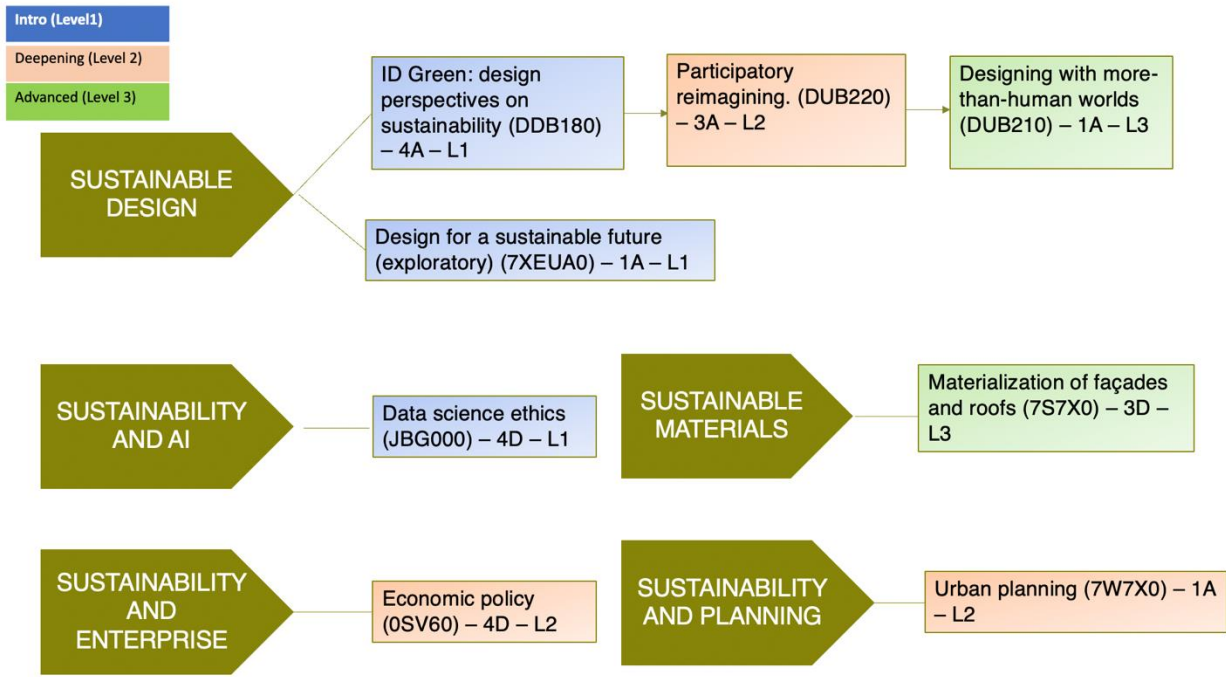 Intro (Level1)
Deepening (Level 2)
Advanced (Level 3)
SUSTAINABLE
DESIGN
ID Green: design
perspectives on
sustainability (DDB180)
– 4A – L1
Participatory
reimagining. (DUB220)
– 3A – L2
Designing with more-
than-human worlds
(DUB210) – 1A – L3
Design for a sustainable future
(exploratory) (7XEUA0) – 1A – L1
SUSTAINABILITY
AND AI
Data science ethics
(JBG000) – 4D – L1
SUSTAINABLE
MATERIALS
Materialization of façades
and roofs (7S7X0) – 3D –
L3
SUSTAINABILITY
AND
ENTERPRISE
Economic policy
(0SV60) – 4D – L2
SUSTAINABILITY
AND PLANNING
Urban planning (7W7X0) – 1A
– L2